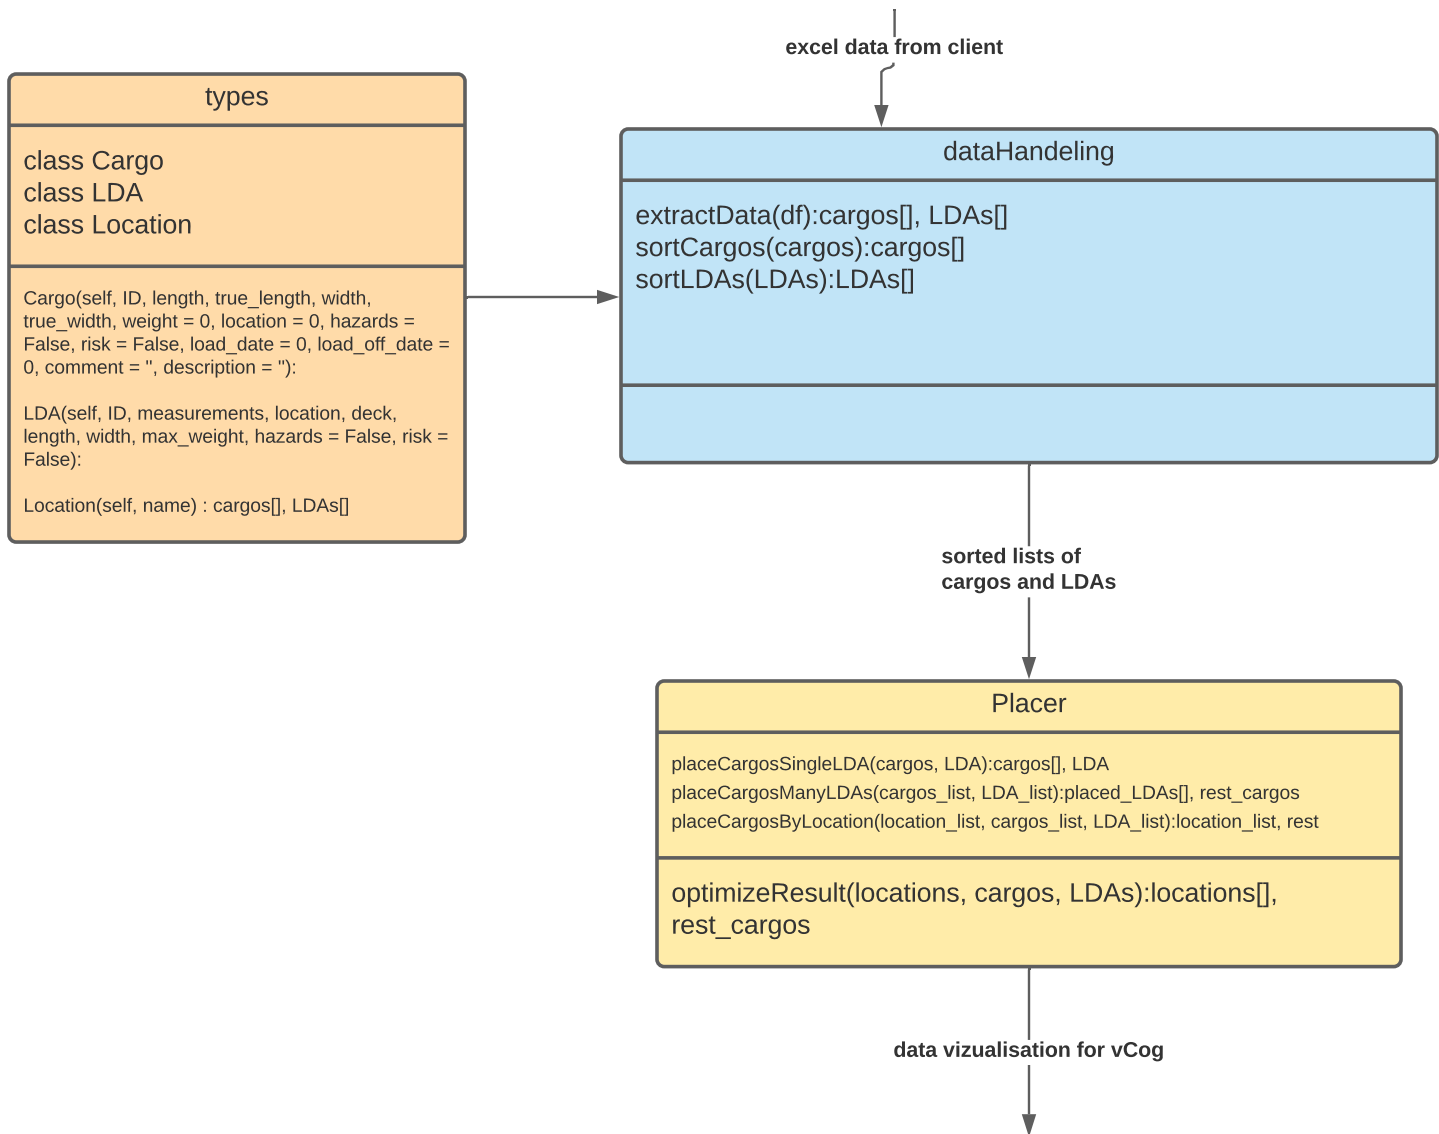 excel data from client
types
class Cargo
class LDA
class Location
Cargo(self, ID, length, true_length, width,
true_width, weight = 0, location = 0, hazards =
False, risk = False, load_date = 0, load_off_date =
0, comment = '', description = ''):
LDA(self, ID, measurements, location, deck,
length, width, max_weight, hazards = False, risk =
False):
Location(self, name) : cargos[], LDAs[]
dataHandeling
extractData(df):cargos[], LDAs[]
sortCargos(cargos):cargos[]
sortLDAs(LDAs):LDAs[]
sorted lists of
cargos and LDAs
Placer
placeCargosSingleLDA(cargos, LDA):cargos[], LDA
placeCargosManyLDAs(cargos_list, LDA_list):placed_LDAs[], rest_cargos
placeCargosByLocation(location_list, cargos_list, LDA_list):location_list, rest
optimizeResult(locations, cargos, LDAs):locations[],
rest_cargos
data vizualisation for vCog